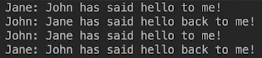 Jane: John has said hello to me!
John: Jane has said hello back to me!
John: Jane has said hello to me!
Jane: John has said hello back to me!